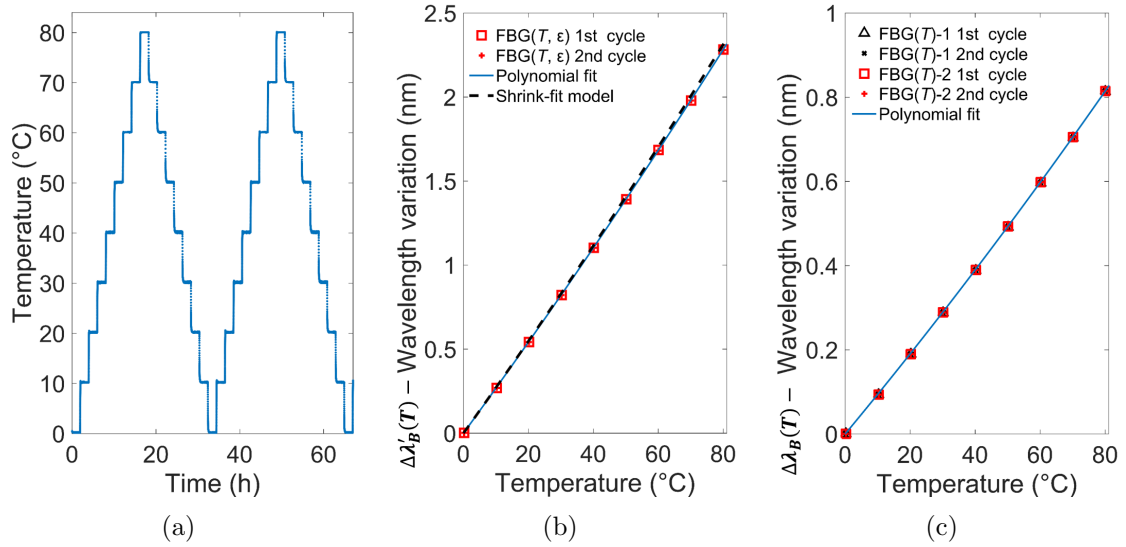 80
70
60
50
40
30
20
10
0
Temperature (°C)
0
20
40
60
Time (h)
(a)
2.5
2
1.5
1
0.5
0
Δλ′_B(T) − Wavelength variation (nm)
FBG(T, ε) 1st cycle
FBG(T, ε) 2nd cycle
Polynomial fit
Shrink-fit model
0
20
40
60
80
Temperature (°C)
(b)
1
0.8
0.6
0.4
0.2
0
Δλ_B(T) − Wavelength variation (nm)
FBG(T)-1 1st cycle
FBG(T)-1 2nd cycle
FBG(T)-2 1st cycle
FBG(T)-2 2nd cycle
Polynomial fit
0
20
40
60
80
Temperature (°C)
(c)